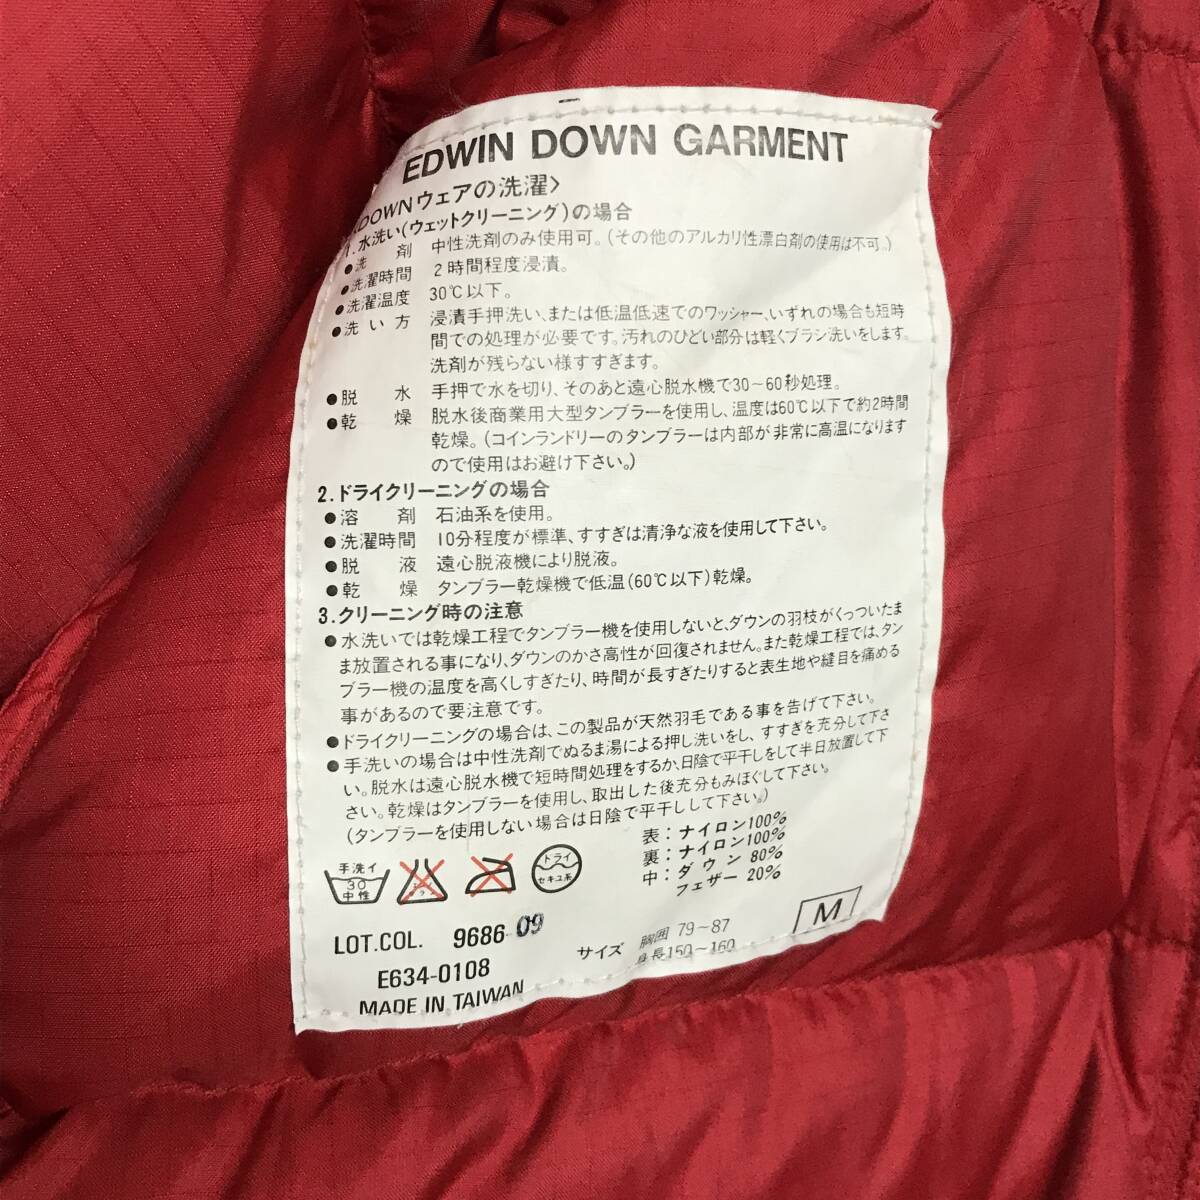 EDWIN DOWN GARMENT
DOWNウェアの洗濯>
1.水洗い(ウェットクリーニング)の場合
●洗 剤 中性洗剤のみ使用可。(その他のアルカリ性漂白剤の使用は不可。)
●洗濯時間 2時間程度浸漬。
●洗濯温度 30℃以下。
●洗い方 浸漬手押洗い、または低温低速でのワッシャー、いずれの場合も短時
間での処理が必要です。汚れのひどい部分は軽くブラシ洗いをします。
洗剤が残らない様すすぎます。
●脱 水 手押で水を切り、そのあと遠心脱水機で30〜60秒処理。
●乾 燥 脱水後商業用大型タンブラーを使用し、温度は60℃以下で約2時間
乾燥。(コインランドリーのタンブラーは内部が非常に高温になります
ので使用はお避け下さい。)
2.ドライクリーニングの場合
●溶 剤 石油系を使用。
●洗濯時間 10分程度が標準、すすぎは清浄な液を使用して下さい。
●脱 液 遠心脱液機により脱液。
●乾 燥 タンブラー乾燥機で低温(60℃以下)乾燥。
3.クリーニング時の注意
●水洗いでは乾燥工程でタンブラー機を使用しないと、ダウンの羽枝がくっついたま
ま放置される事になり、ダウンのかさ高性が回復されません。また乾燥工程では、タン
ブラー機の温度を高くしすぎたり、時間が長すぎたりすると表生地や縫目を痛める
事があるので要注意です。
●ドライクリーニングの場合は、この製品が天然羽毛である事を告げて下さい。
●手洗いの場合は中性洗剤でぬるま湯による押し洗いをし、すすぎを充分して下さ
い。脱水は遠心脱水機で短時間処理をするか、日陰で平干しをして半日放置して下
さい。乾燥はタンブラーを使用し、取出した後充分もみほぐして下さい。
(タンブラーを使用しない場合は日陰で平干しして下さい。)
表:ナイロン100%
裏:ナイロン100%
中:ダウン 80%
フェザー 20%
手洗イ
30
中性
ドライ
セキユ系
LOT.COL. 9686-09
E634-0108
MADE IN TAIWAN
サイズ
胸囲 79〜87
身長150〜160
M